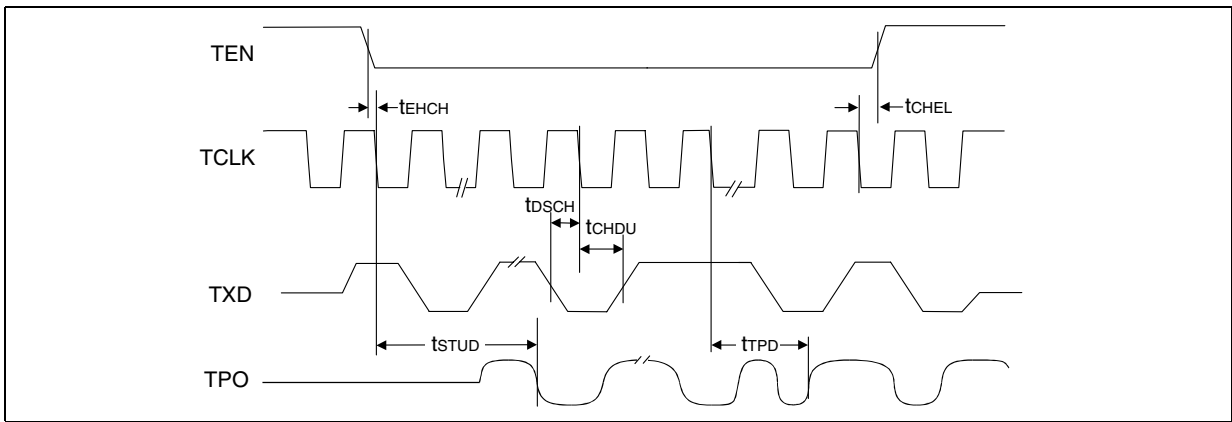 TEN
tEHCH
tCHEL
TCLK
tDSCH
tCHDU
TXD
tSTUD
tTPD
TPO